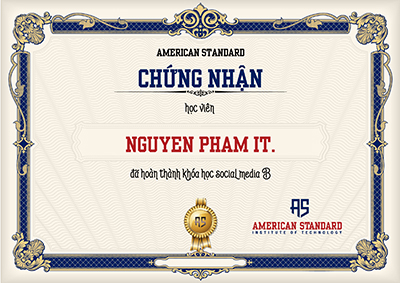 AMERICAN STANDARD
CHỨNG NHẬN
học viên
NGUYEN PHAM IT.
đã hoàn thành khóa học social media B
AS
AS
AMERICAN STANDARD
INSTITUTE OF TECHNOLOGY